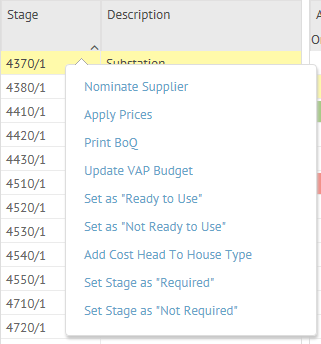 Stage Description A
O
4370/1 Substation
4380/1
4410/1
4420/1
4430/1
4510/1
4520/1
4530/1
4540/1
4550/1
4710/1
4720/1
Nominate Supplier
Apply Prices
Print BoQ
Update VAP Budget
Set as "Ready to Use"
Set as "Not Ready to Use"
Add Cost Head To House Type
Set Stage as "Required"
Set Stage as "Not Required"